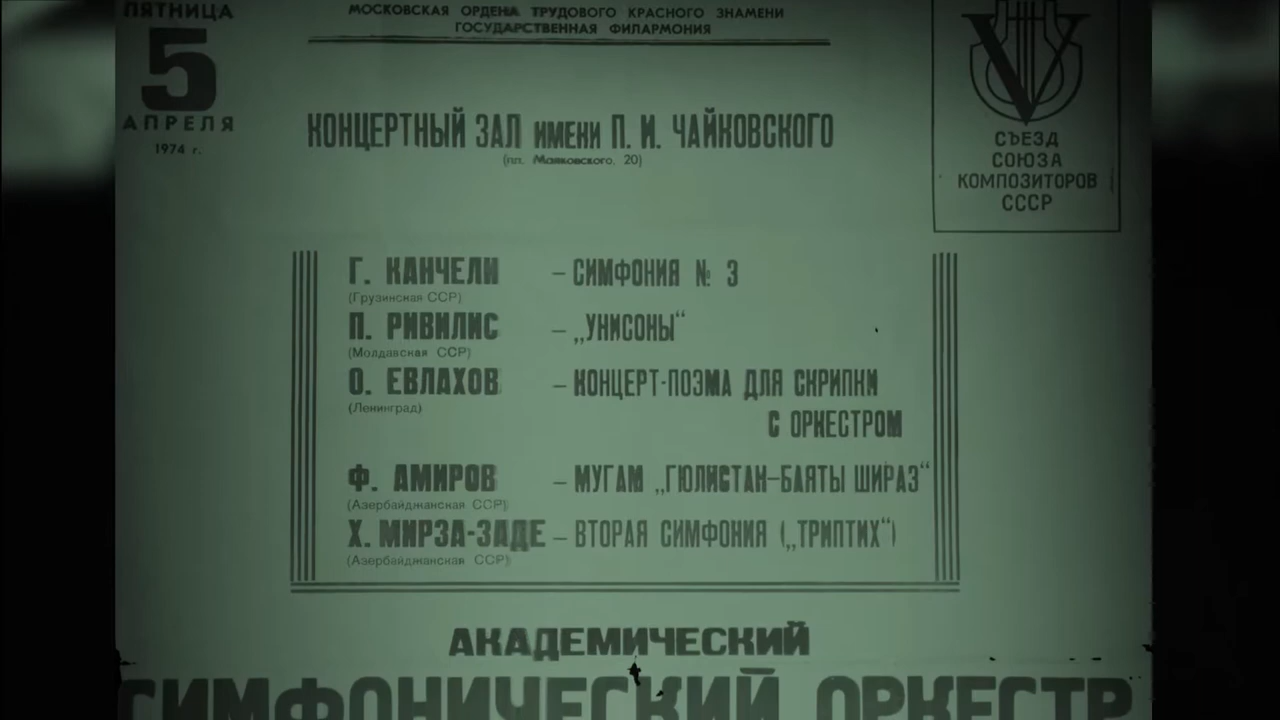 ПЯТНИЦА
5
АПРЕЛЯ
1974 г.
МОСКОВСКАЯ ОРДЕНА ТРУДОВОГО КРАСНОГО ЗНАМЕНИ
ГОСУДАРСТВЕННАЯ ФИЛАРМОНИЯ
КОНЦЕРТНЫЙ ЗАЛ ИМЕНИ П. И. ЧАЙКОВСКОГО
(пл. Маяковского, 20)
V
СЪЕЗД
СОЮЗА
КОМПОЗИТОРОВ
СССР
Г. КАНЧЕЛИ – СИМФОНИЯ № 3
(Грузинская ССР)
П. РИВИЛИС – „УНИСОНЫ“
(Молдавская ССР)
О. ЕВЛАХОВ – КОНЦЕРТ-ПОЭМА ДЛЯ СКРИПКИ
(Ленинград)
С ОРКЕСТРОМ
Ф. АМИРОВ – МУГАМ „ГЮЛИСТАН–БАЯТЫ ШИРАЗ“
(Азербайджанская ССР)
Х. МИРЗА-ЗАДЕ – ВТОРАЯ СИМФОНИЯ („ТРИПТИХ“)
(Азербайджанская ССР)
АКАДЕМИЧЕСКИЙ
СИМФОНИЧЕСКИЙ ОРКЕСТР